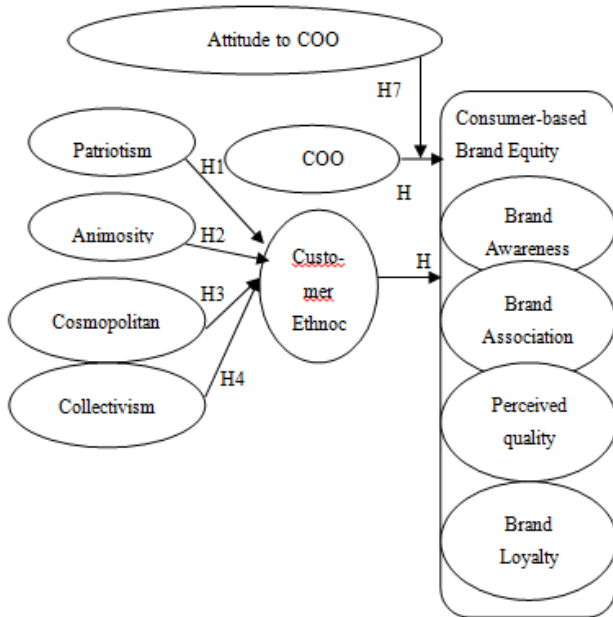 Attitude to COO
H7
Consumer-based
Brand Equity
Patriotism
H1
COO
H
Brand
Awareness
Animosity
H2
Custo-
mer
Ethnoc
H
Cosmopolitan
H3
Brand
Association
Collectivism
H4
Perceived
quality
Brand
Loyalty